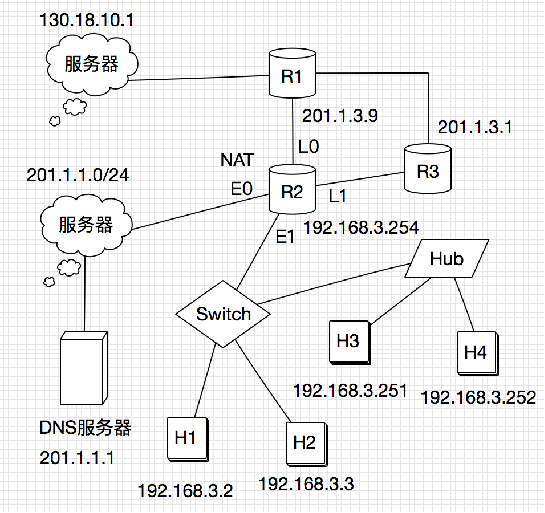 130.18.10.1
服务器
R1
201.1.3.9
201.1.3.1
L0
NAT
R3
201.1.1.0/24
E0
R2
L1
服务器
E1
192.168.3.254
Hub
Switch
H3
H4
192.168.3.251
192.168.3.252
DNS服务器
H1
H2
201.1.1.1
192.168.3.2
192.168.3.3